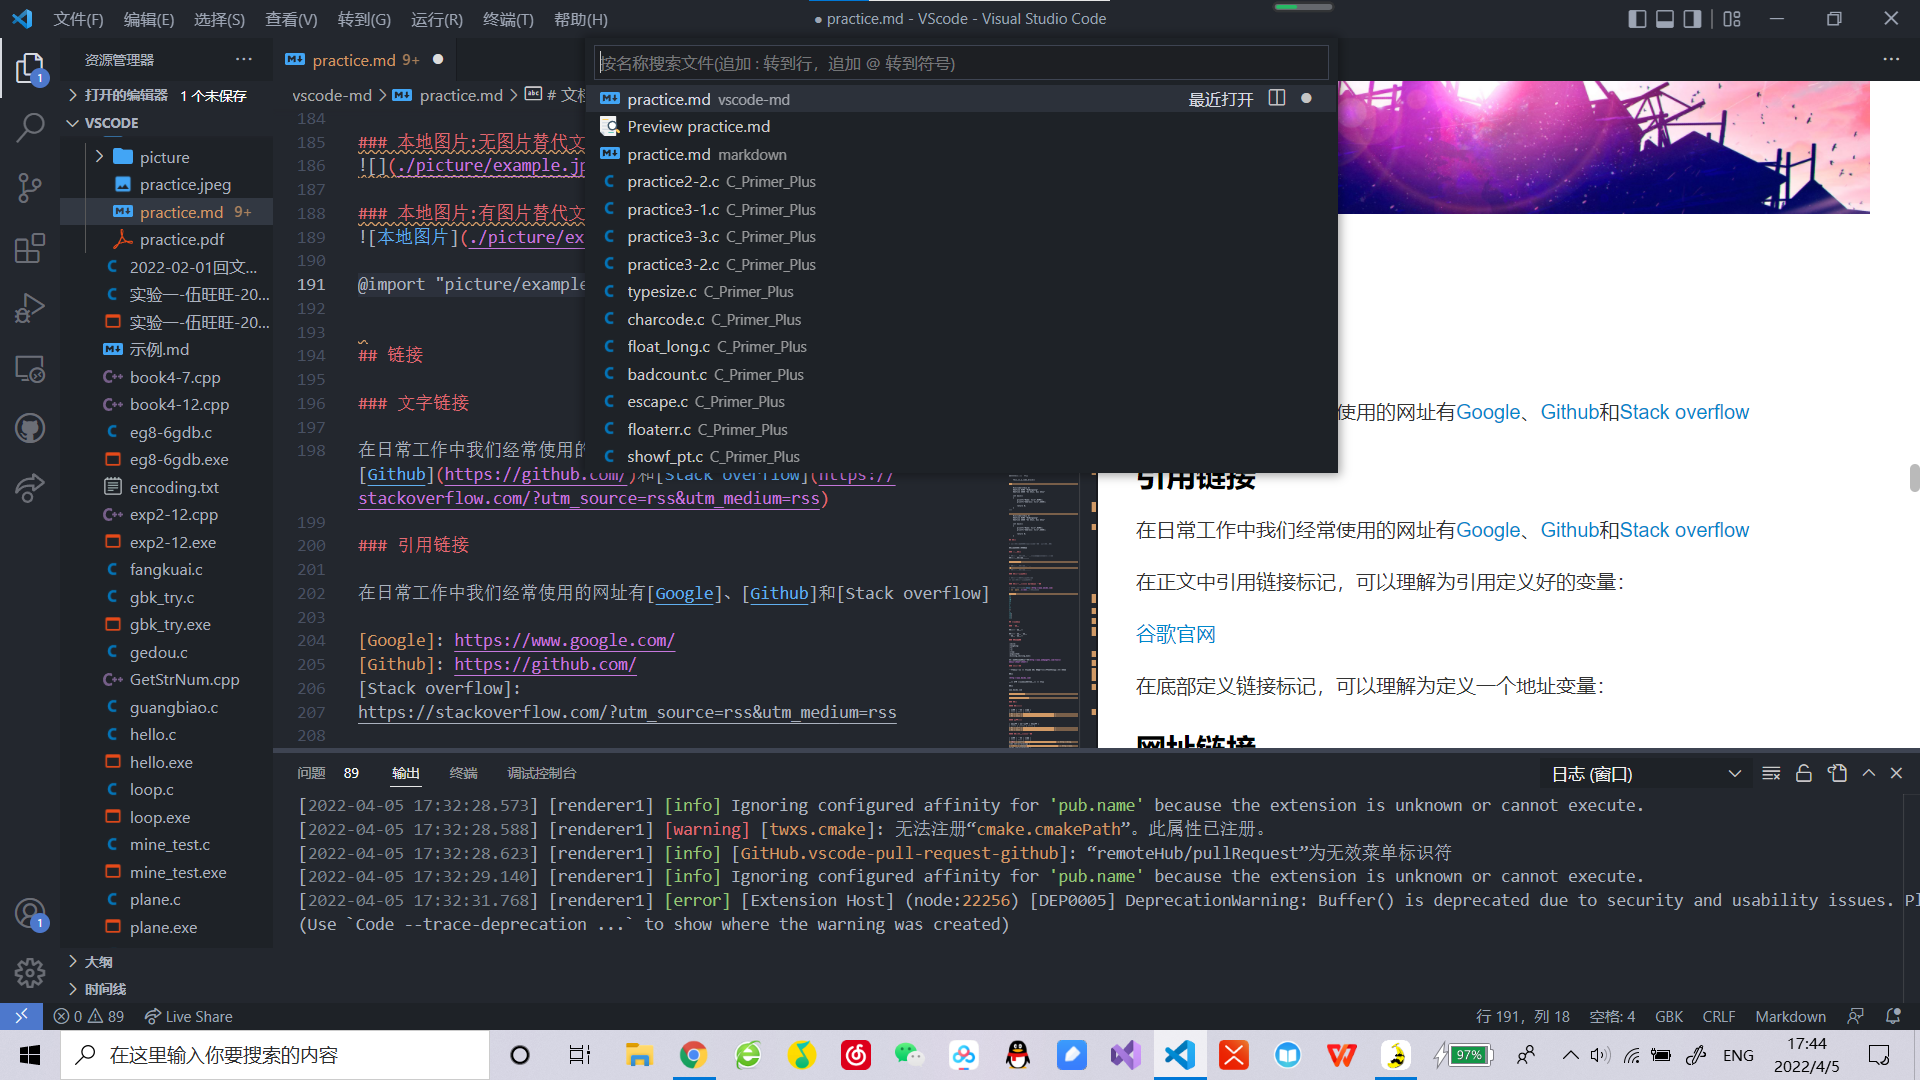 文件(F) 编辑(E) 选择(S) 查看(V) 转到(G) 运行(R) 终端(T) 帮助(H)
● practice.md - VScode - Visual Studio Code
资源管理器
打开的编辑器 1 个未保存
VSCODE
picture
practice.jpeg
practice.md 9+
practice.pdf
2022-02-01回文...
实验一-伍旺旺-20...
实验一-伍旺旺-20...
示例.md
book4-7.cpp
book4-12.cpp
eg8-6gdb.c
eg8-6gdb.exe
encoding.txt
exp2-12.cpp
exp2-12.exe
fangkuai.c
gbk_try.c
gbk_try.exe
gedou.c
GetStrNum.cpp
guangbiao.c
hello.c
hello.exe
loop.c
loop.exe
mine_test.c
mine_test.exe
plane.c
plane.exe
大纲
时间线
1
1
practice.md 9+ ●
vscode-md > practice.md > # 文档
按名称搜索文件(追加 : 转到行，追加 @ 转到符号)
practice.md vscode-md 最近打开
Preview practice.md
practice.md markdown
practice2-2.c C_Primer_Plus
practice3-1.c C_Primer_Plus
practice3-3.c C_Primer_Plus
practice3-2.c C_Primer_Plus
typesize.c C_Primer_Plus
charcode.c C_Primer_Plus
float_long.c C_Primer_Plus
badcount.c C_Primer_Plus
escape.c C_Primer_Plus
floaterr.c C_Primer_Plus
showf_pt.c C_Primer_Plus
184
185 ### 本地图片:无图片替代文
186 ![](./picture/example.jp
187
188 ### 本地图片:有图片替代文
189 ![本地图片](./picture/ex
190
191 @import "picture/example
192
193
194 ## 链接
195
196 ### 文字链接
197
198 在日常工作中我们经常使用的
[Github](https://github.com/)和[Stack overflow](https://
stackoverflow.com/?utm_source=rss&utm_medium=rss)
199
200 ### 引用链接
201
202 在日常工作中我们经常使用的网址有[Google]、[Github]和[Stack overflow]
203
204 [Google]: https://www.google.com/
205 [Github]: https://github.com/
206 [Stack overflow]:
207 https://stackoverflow.com/?utm_source=rss&utm_medium=rss
208
使用的网址有Google、Github和Stack overflow
引用链接
在日常工作中我们经常使用的网址有Google、Github和Stack overflow
在正文中引用链接标记，可以理解为引用定义好的变量：
谷歌官网
在底部定义链接标记，可以理解为定义一个地址变量：
网址链接
问题 89 输出 终端 调试控制台
日志 (窗口)
[2022-04-05 17:32:28.573] [renderer1] [info] Ignoring configured affinity for 'pub.name' because the extension is unknown or cannot execute.
[2022-04-05 17:32:28.588] [renderer1] [warning] [twxs.cmake]: 无法注册“cmake.cmakePath”。此属性已注册。
[2022-04-05 17:32:28.623] [renderer1] [info] [GitHub.vscode-pull-request-github]: “remoteHub/pullRequest”为无效菜单标识符
[2022-04-05 17:32:29.140] [renderer1] [info] Ignoring configured affinity for 'pub.name' because the extension is unknown or cannot execute.
[2022-04-05 17:32:31.768] [renderer1] [error] [Extension Host] (node:22256) [DEP0005] DeprecationWarning: Buffer() is deprecated due to security and usability issues. Pl
(Use `Code --trace-deprecation ...` to show where the warning was created)
0 89 Live Share
行 191，列 18 空格: 4 GBK CRLF Markdown
在这里输入你要搜索的内容
97%
ENG
17:44
2022/4/5